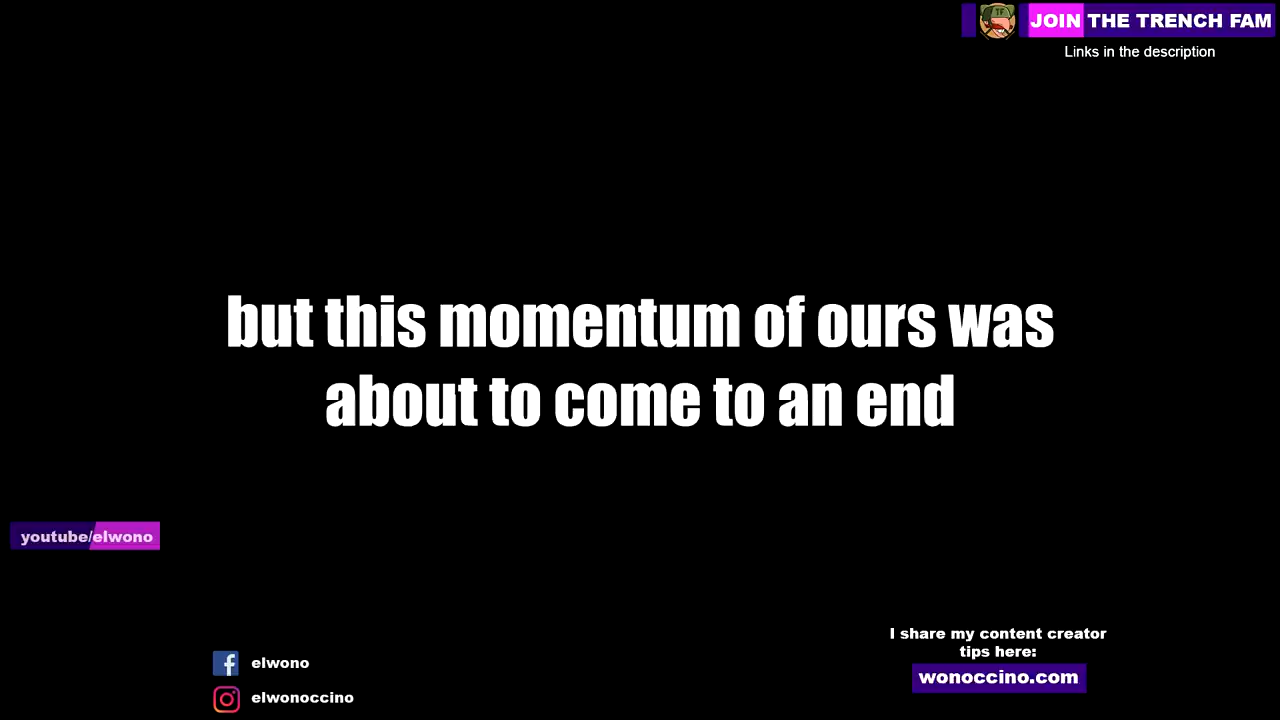 JOIN THE TRENCH FAM
Links in the description
but this momentum of ours was
about to come to an end
youtube/elwono
I share my content creator
tips here:
wonoccino.com
elwono
elwonoccino